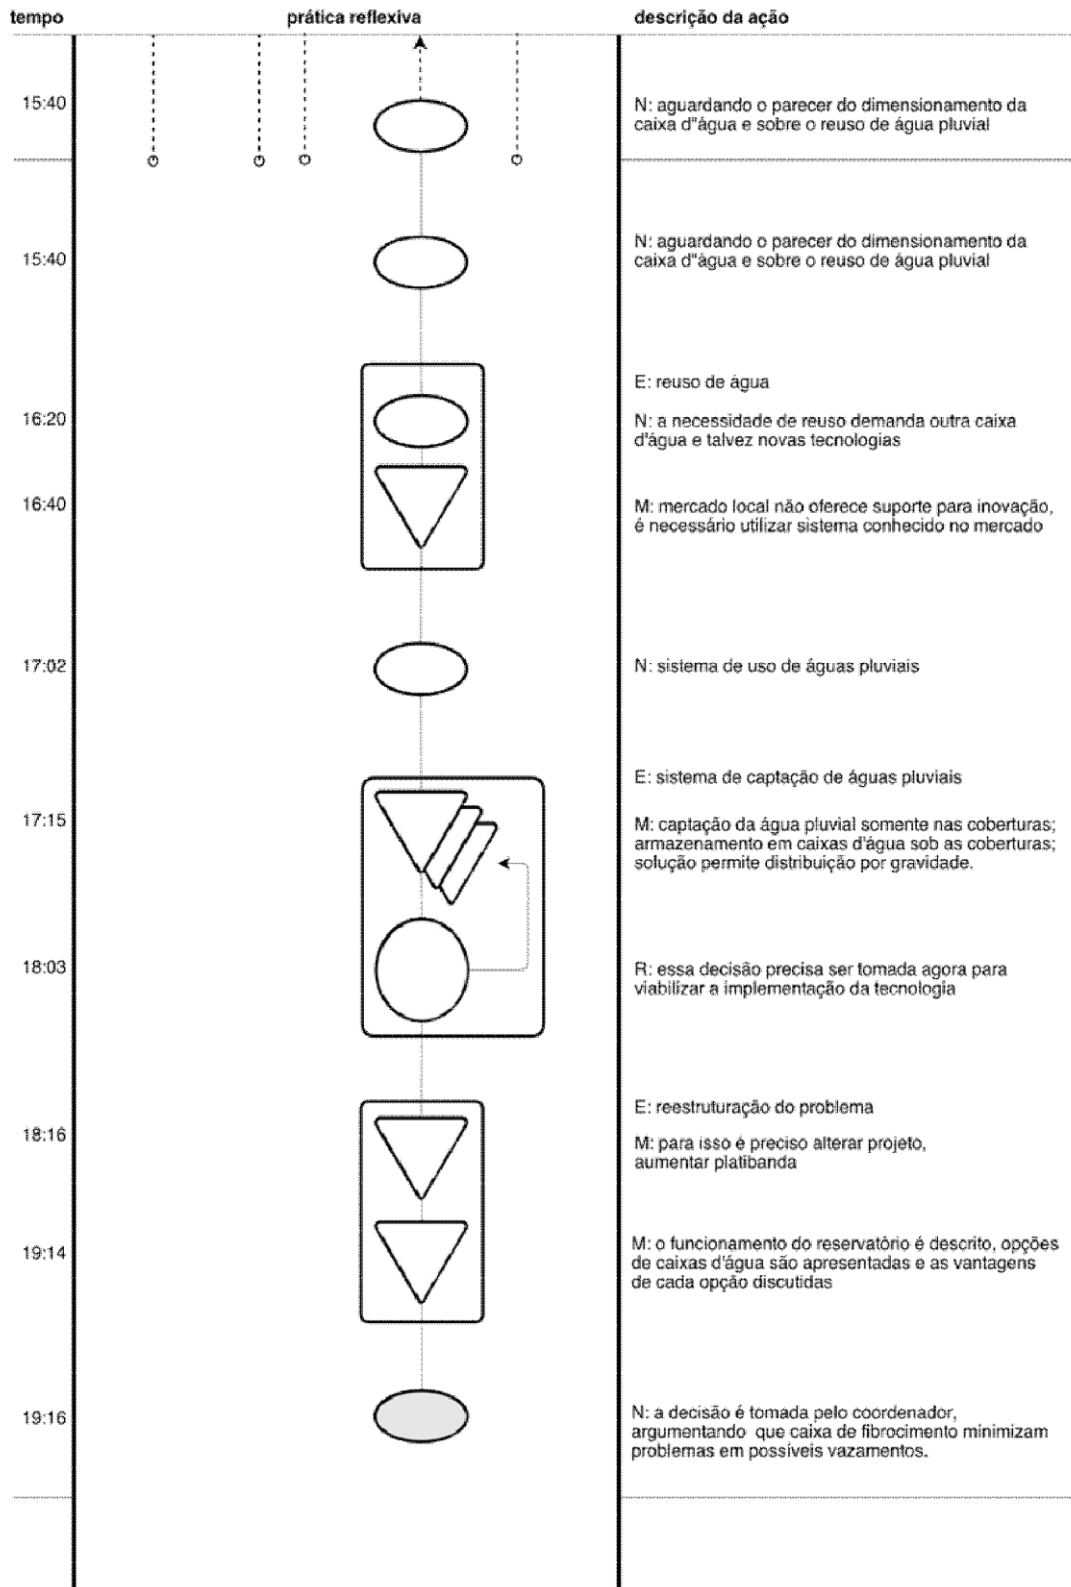 tempo prática reflexiva descrição da ação
15:40 N: aguardando o parecer do dimensionamento da
caixa d"água e sobre o reuso de água pluvial
15:40 N: aguardando o parecer do dimensionamento da
caixa d"água e sobre o reuso de água pluvial
E: reuso de água
16:20 N: a necessidade de reuso demanda outra caixa
d'água e talvez novas tecnologias
16:40 M: mercado local não oferece suporte para inovação,
é necessário utilizar sistema conhecido no mercado
17:02 N: sistema de uso de águas pluviais
E: sistema de captação de águas pluviais
17:15 M: captação da água pluvial somente nas coberturas;
armazenamento em caixas d'água sob as coberturas;
solução permite distribuição por gravidade.
18:03 R: essa decisão precisa ser tomada agora para
viabilizar a implementação da tecnologia
E: reestruturação do problema
18:16 M: para isso é preciso alterar projeto,
aumentar platibanda
19:14 M: o funcionamento do reservatório é descrito, opções
de caixas d'água são apresentadas e as vantagens
de cada opção discutidas
19:16 N: a decisão é tomada pelo coordenador,
argumentando que caixa de fibrocimento minimizam
problemas em possíveis vazamentos.